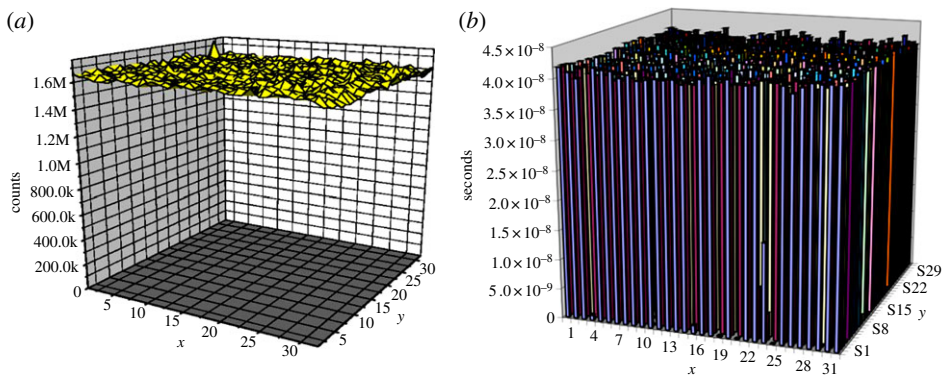 (a)
1.6M
1.4M
1.2M
1.0M
800.0k
600.0k
400.0k
200.0k
0
counts
5
10
15
20
25
30
x
5
10
15
20
25
30
y
(b)
4.5 × 10⁻⁸
4.0 × 10⁻⁸
3.5 × 10⁻⁸
3.0 × 10⁻⁸
2.5 × 10⁻⁸
2.0 × 10⁻⁸
1.5 × 10⁻⁸
1.0 × 10⁻⁸
5.0 × 10⁻⁹
0
seconds
1 4 7 10 13 16 19 22 25 28 31
x
S1
S8
S15
S22
S29
y